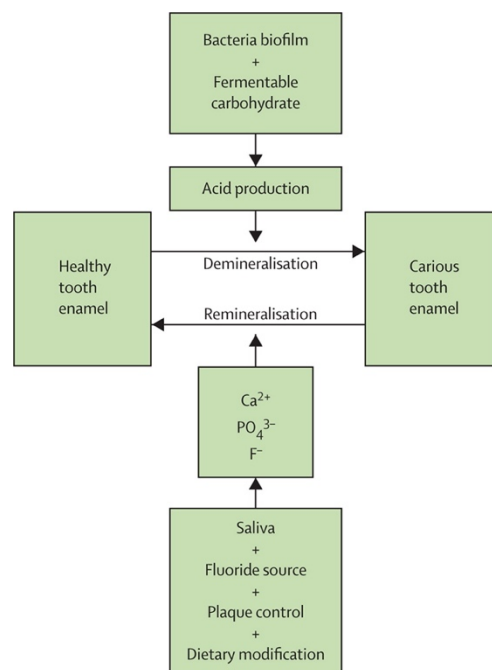 Bacteria biofilm
+
Fermentable
carbohydrate
Acid production
Healthy
tooth
enamel
Demineralisation
Remineralisation
Carious
tooth
enamel
Ca²⁺
PO₄³⁻
F⁻
Saliva
+
Fluoride source
+
Plaque control
+
Dietary modification